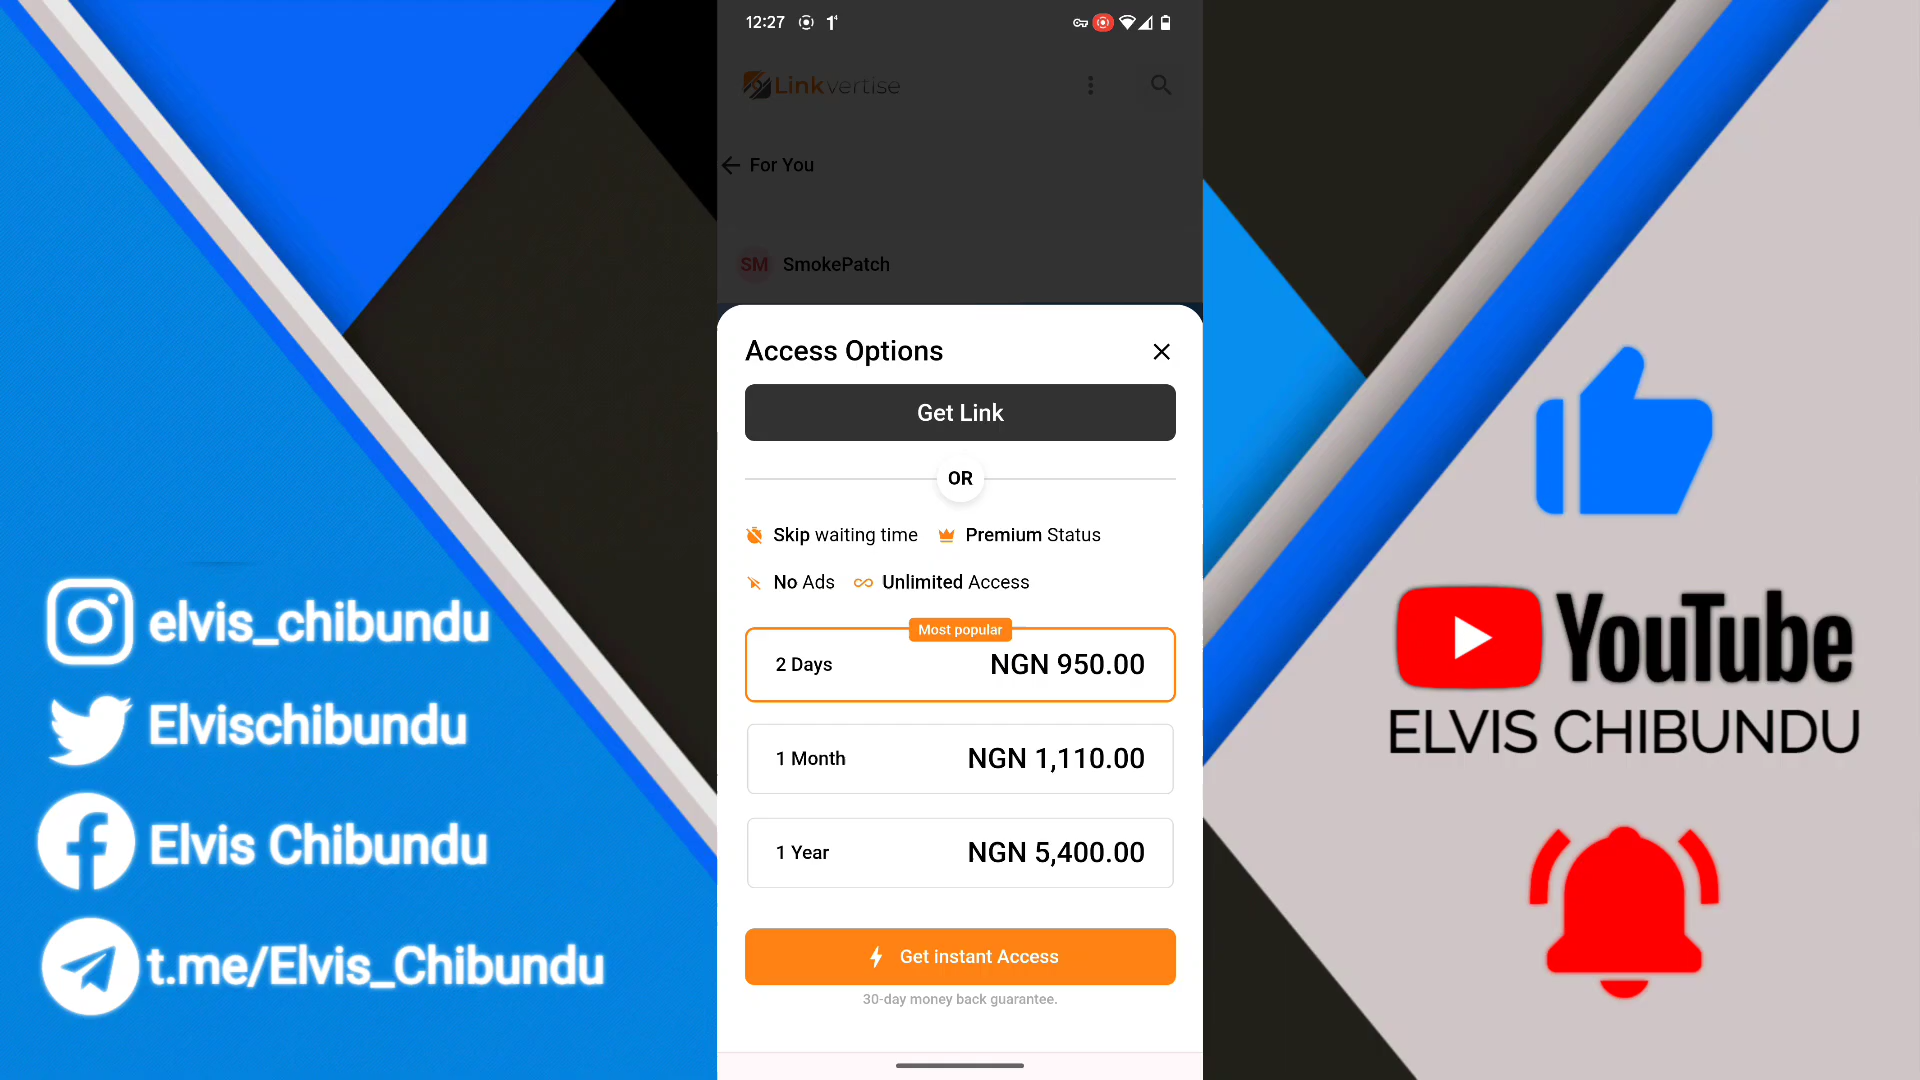 12:27
Linkvertise
For You
SM SmokePatch
Access Options
Get Link
OR
Skip waiting time Premium Status
No Ads Unlimited Access
Most popular
2 Days NGN 950.00
1 Month NGN 1,110.00
1 Year NGN 5,400.00
Get instant Access
30-day money back guarantee.
elvis_chibundu
Elvischibundu
Elvis Chibundu
t.me/Elvis_Chibundu
YouTube
ELVIS CHIBUNDU